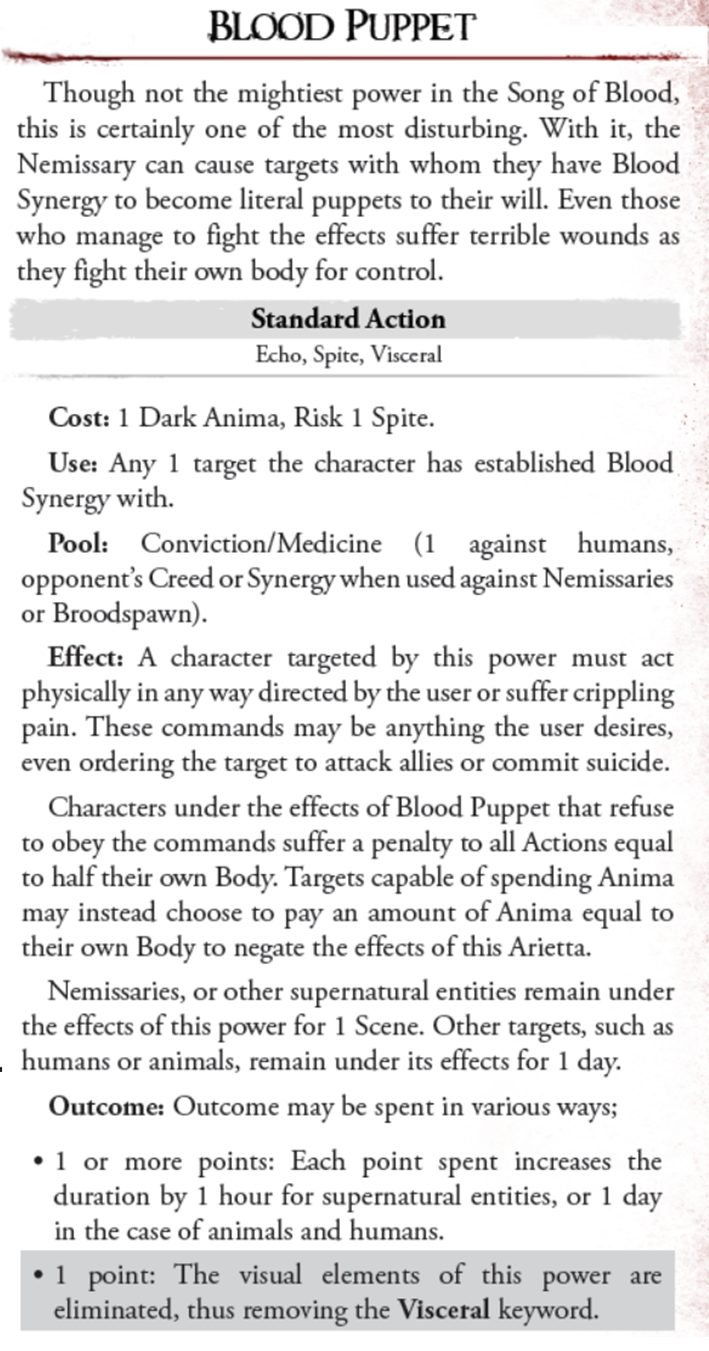 BLOOD PUPPET
Though not the mightiest power in the Song of Blood,
this is certainly one of the most disturbing. With it, the
Nemissary can cause targets with whom they have Blood
Synergy to become literal puppets to their will. Even those
who manage to fight the effects suffer terrible wounds as
they fight their own body for control.
Standard Action
Echo, Spite, Visceral
Cost: 1 Dark Anima, Risk 1 Spite.
Use: Any 1 target the character has established Blood
Synergy with.
Pool: Conviction/Medicine (1 against humans,
opponent's Creed or Synergy when used against Nemissaries
or Broodspawn).
Effect: A character targeted by this power must act
physically in any way directed by the user or suffer crippling
pain. These commands may be anything the user desires,
even ordering the target to attack allies or commit suicide.
Characters under the effects of Blood Puppet that refuse
to obey the commands suffer a penalty to all Actions equal
to half their own Body. Targets capable of spending Anima
may instead choose to pay an amount of Anima equal to
their own Body to negate the effects of this Arietta.
Nemissaries, or other supernatural entities remain under
the effects of this power for 1 Scene. Other targets, such as
humans or animals, remain under its effects for 1 day.
Outcome: Outcome may be spent in various ways;
• 1 or more points: Each point spent increases the
duration by 1 hour for supernatural entities, or 1 day
in the case of animals and humans.
• 1 point: The visual elements of this power are
eliminated, thus removing the Visceral keyword.